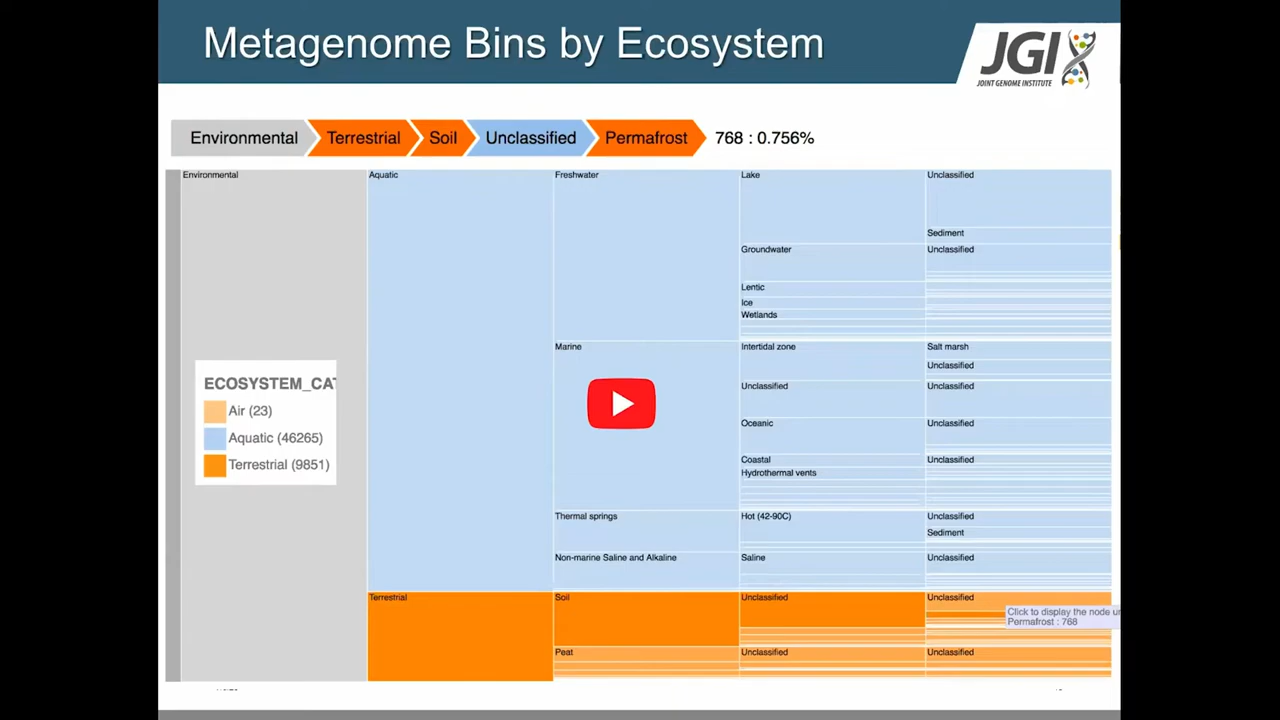 Metagenome Bins by Ecosystem
JGI
JOINT GENOME INSTITUTE
Environmental Terrestrial Soil Unclassified Permafrost 768 : 0.756%
Environmental Aquatic Freshwater Lake Unclassified
Sediment
Groundwater Unclassified
Lentic
Ice
Wetlands
Marine Intertidal zone Salt marsh
Unclassified
Unclassified Unclassified
ECOSYSTEM_CAT
Air (23)
Oceanic Unclassified
Aquatic (46265)
Coastal Unclassified
Terrestrial (9851)
Hydrothermal vents
Thermal springs Hot (42-90C) Unclassified
Sediment
Non-marine Saline and Alkaline Saline Unclassified
Terrestrial Soil Unclassified Unclassified
Click to display the node
Permafrost : 768
Peat Unclassified Unclassified